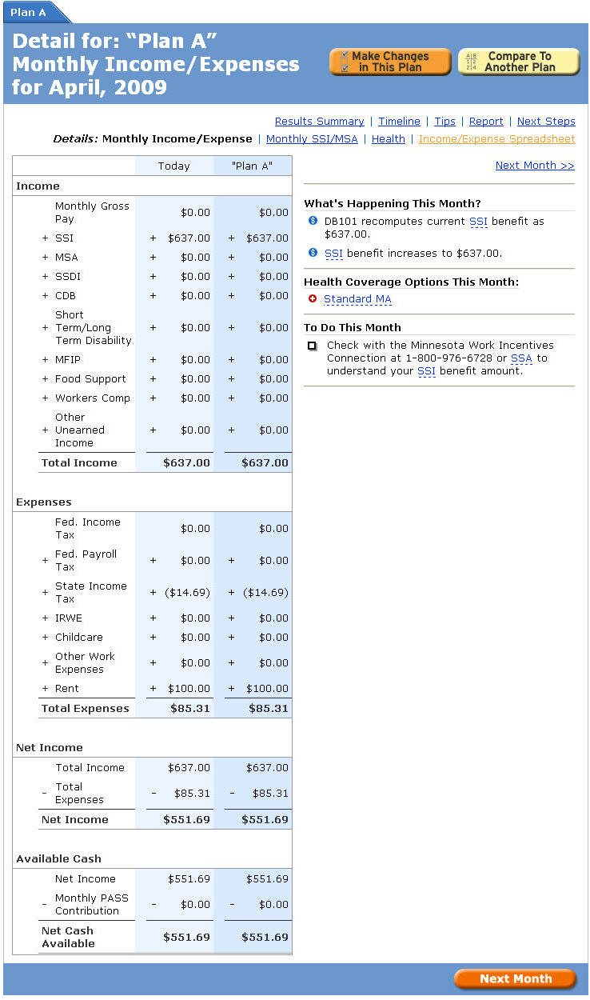 Plan A
Detail for: “Plan A”
Monthly Income/Expenses
for April, 2009
Make Changes
in This Plan
A|B
1|1
2|4
Compare To
Another Plan
Results Summary | Timeline | Tips | Report | Next Steps
Details: Monthly Income/Expense | Monthly SSI/MSA | Health | Income/Expense Spreadsheet
Today "Plan A"
Income
Monthly Gross
Pay $0.00 $0.00
+ SSI + $637.00 + $637.00
+ MSA + $0.00 + $0.00
+ SSDI + $0.00 + $0.00
+ CDB + $0.00 + $0.00
Short
+ Term/Long + $0.00 + $0.00
Term Disability
+ MFIP + $0.00 + $0.00
+ Food Support + $0.00 + $0.00
+ Workers Comp + $0.00 + $0.00
Other
+ Unearned + $0.00 + $0.00
Income
Total Income $637.00 $637.00
Expenses
Fed. Income
Tax $0.00 $0.00
+ Fed. Payroll
Tax + $0.00 + $0.00
+ State Income
Tax + ($14.69) + ($14.69)
+ IRWE + $0.00 + $0.00
+ Childcare + $0.00 + $0.00
+ Other Work
Expenses + $0.00 + $0.00
+ Rent + $100.00 + $100.00
Total Expenses $85.31 $85.31
Net Income
Total Income $637.00 $637.00
- Total
Expenses - $85.31 - $85.31
Net Income $551.69 $551.69
Available Cash
Net Income $551.69 $551.69
- Monthly PASS
Contribution - $0.00 - $0.00
Net Cash
Available $551.69 $551.69
Next Month >>
What's Happening This Month?
$ DB101 recomputes current SSI benefit as
$637.00.
$ SSI benefit increases to $637.00.
Health Coverage Options This Month:
Standard MA
To Do This Month
Check with the Minnesota Work Incentives
Connection at 1-800-976-6728 or SSA to
understand your SSI benefit amount.
Next Month